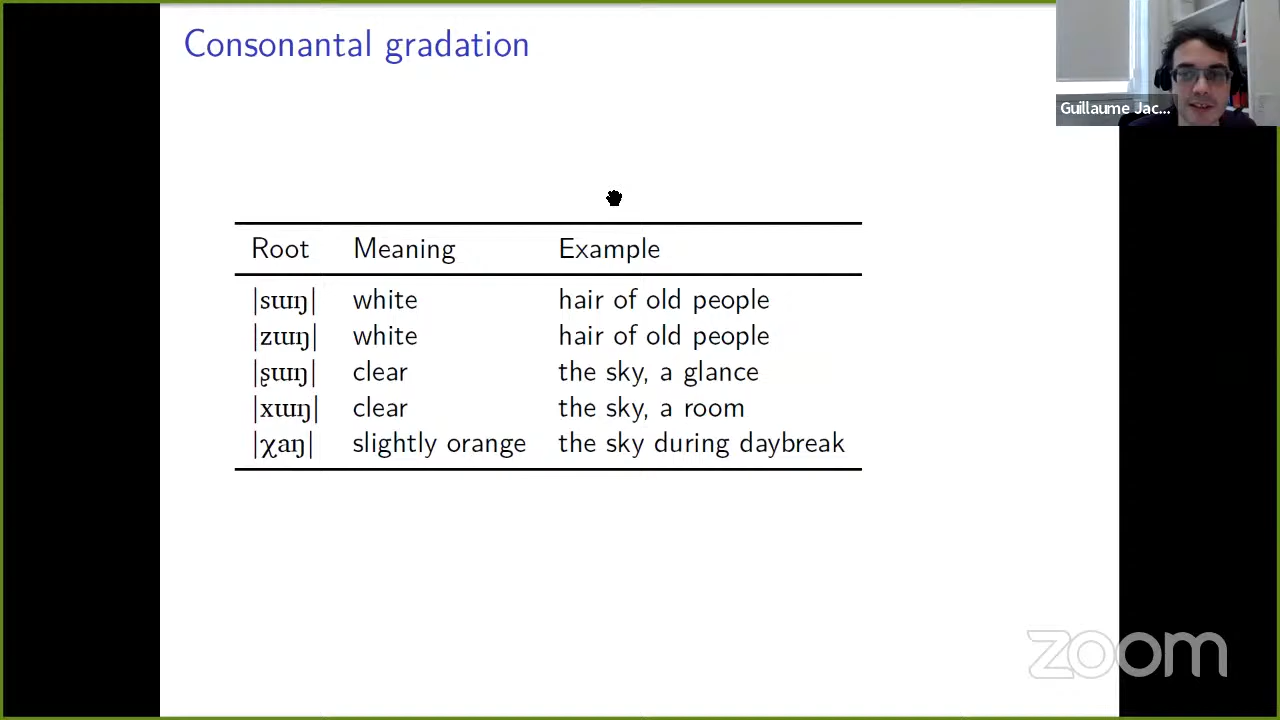 Consonantal gradation
Guillaume Jac...
Root Meaning Example
|sɯŋ| white hair of old people
|zɯŋ| white hair of old people
|ʂɯŋ| clear the sky, a glance
|xɯŋ| clear the sky, a room
|χaŋ| slightly orange the sky during daybreak
zoom